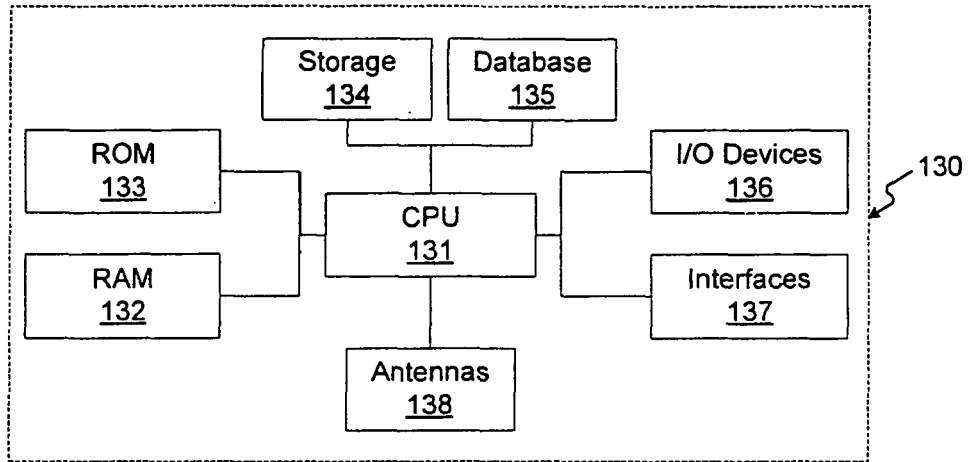 Storage
134
Database
135
ROM
133
I/O Devices
136
130
CPU
131
RAM
132
Interfaces
137
Antennas
138